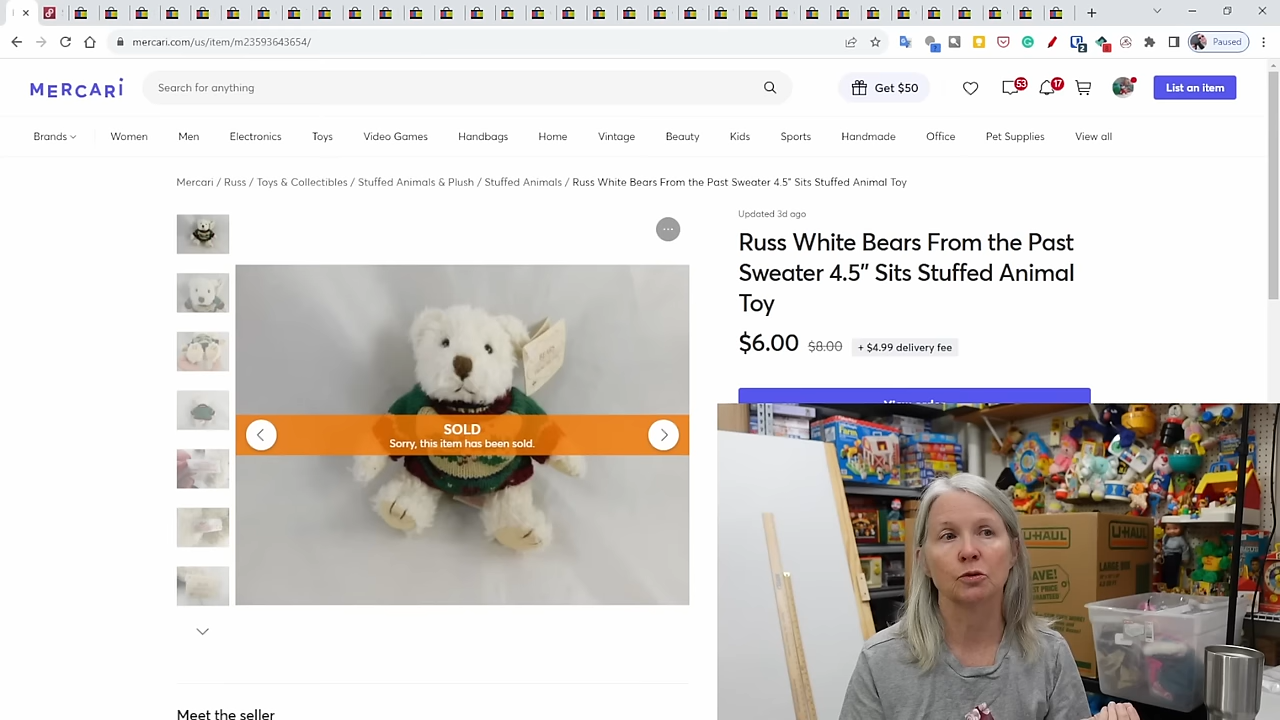 mercari.com/us/item/m23593643654/
Paused
MERCARI
Search for anything
Get $50
53
17
List an item
Brands
Women
Men
Electronics
Toys
Video Games
Handbags
Home
Vintage
Beauty
Kids
Sports
Handmade
Office
Pet Supplies
View all
Mercari / Russ / Toys & Collectibles / Stuffed Animals & Plush / Stuffed Animals / Russ White Bears From the Past Sweater 4.5" Sits Stuffed Animal Toy
Updated 3d ago
Russ White Bears From the Past
Sweater 4.5” Sits Stuffed Animal
Toy
$6.00 $8.00 + $4.99 delivery fee
SOLD
Sorry, this item has been sold.
U-HAUL
U-HAUL
Meet the seller